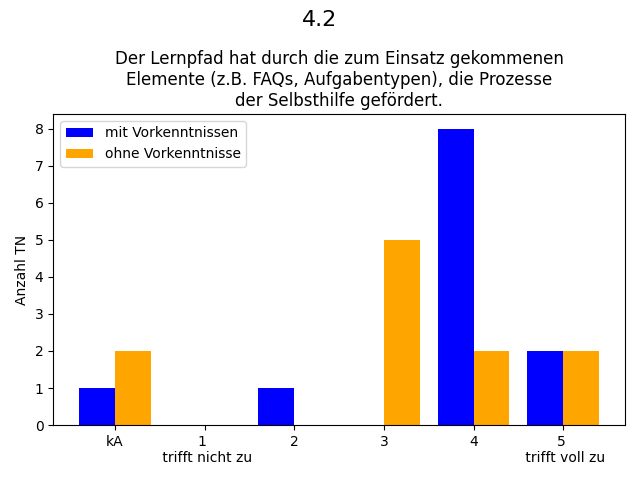 4.2
Der Lernpfad hat durch die zum Einsatz gekommenen
Elemente (z.B. FAQs, Aufgabentypen), die Prozesse
der Selbsthilfe gefördert.
mit Vorkenntnissen
ohne Vorkenntnisse
Anzahl TN
8
7
6
5
4
3
2
1
0
kA 1 2 3 4 5
trifft nicht zu trifft voll zu